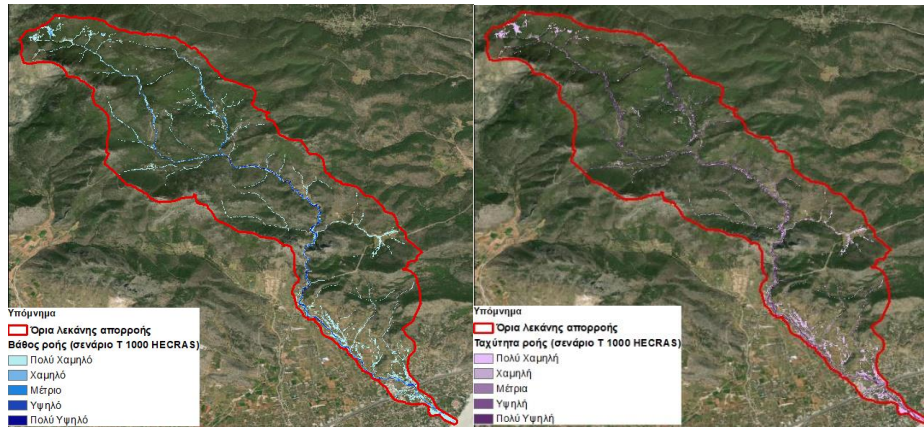 Υπόμνημα
Όρια λεκάνης απορροής
Βάθος ροής (σενάριο Τ 1000 HECRAS)
Πολύ Χαμηλό
Χαμηλό
Μέτριο
Υψηλό
Πολύ Υψηλό
Υπόμνημα
Όρια λεκάνης απορροής
Ταχύτητα ροής (σενάριο Τ 1000 HECRAS)
Πολύ Χαμηλή
Χαμηλή
Μέτρια
Υψηλή
Πολύ Υψηλή